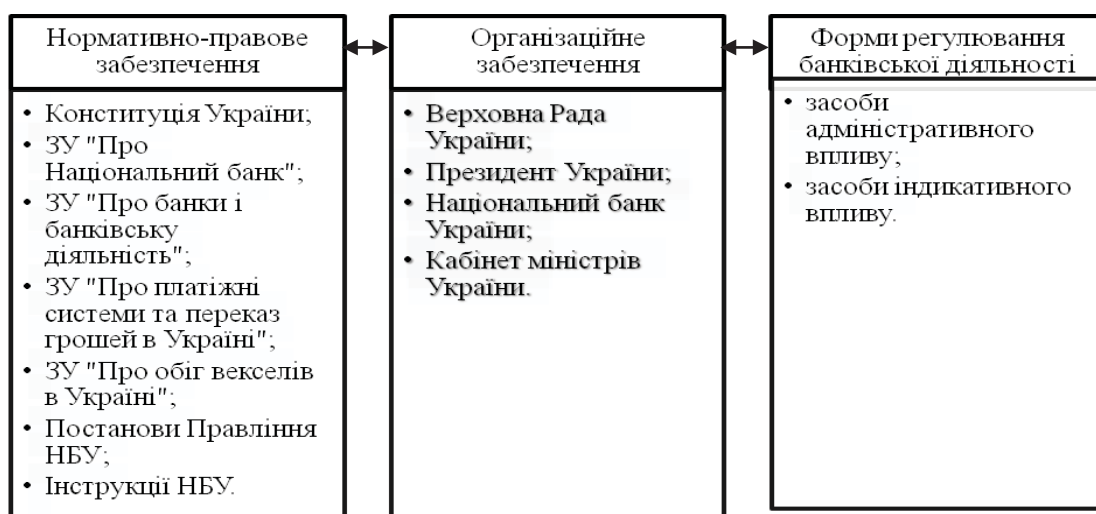 Нормативно-правове
забезпечення
• Конституція України;
• ЗУ "Про
Національний банк";
• ЗУ "Про банки і
банківську
діяльність";
• ЗУ "Про платіжні
системи та переказ
грошей в Україні";
• ЗУ "Про обіг векселів
в Україні";
• Постанови Правління
НБУ;
• Інструкції НБУ.
Організаційне
забезпечення
• Верховна Рада
України;
• Президент України;
• Національний банк
України;
• Кабінет міністрів
України.
Форми регулювання
банківської діяльності
• засоби
адміністративного
впливу;
• засоби індикативного
впливу.